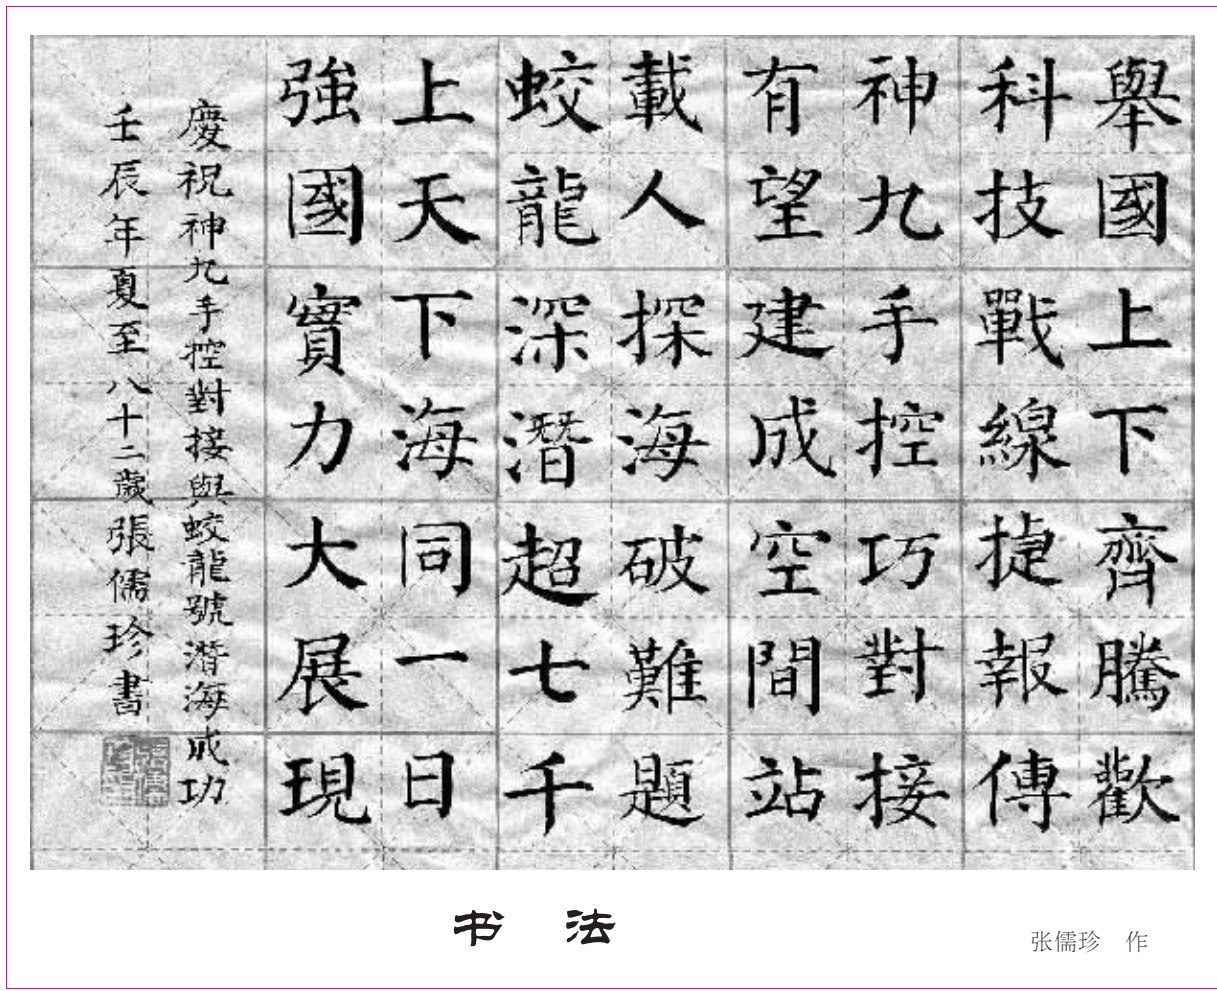 舉國上下齊騰歡
科技戰線捷報傳
神九手控巧對接
有望建成空間站
載人探海破難題
蛟龍深潛超七千
上天下海同一日
強國實力大展現
慶祝神九手控對接與蛟龍號潛海成功
壬辰年夏至八十二歲張儒珍書
书 法
张儒珍 作